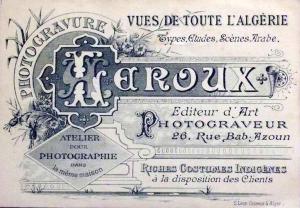 PHOTOGRAVURE
VUES DE TOUTE L'ALGÉRIE
Types, Études, Scènes, Arabe.
LEROUX
Editeur d'Art
PHOTOGRAVEUR
26, Rue Bab-Azoun
ATELIER
POUR
PHOTOGRAPHIE
DANS
la même maison
RICHES COSTUMES INDIGÈNES
à la disposition des Clients